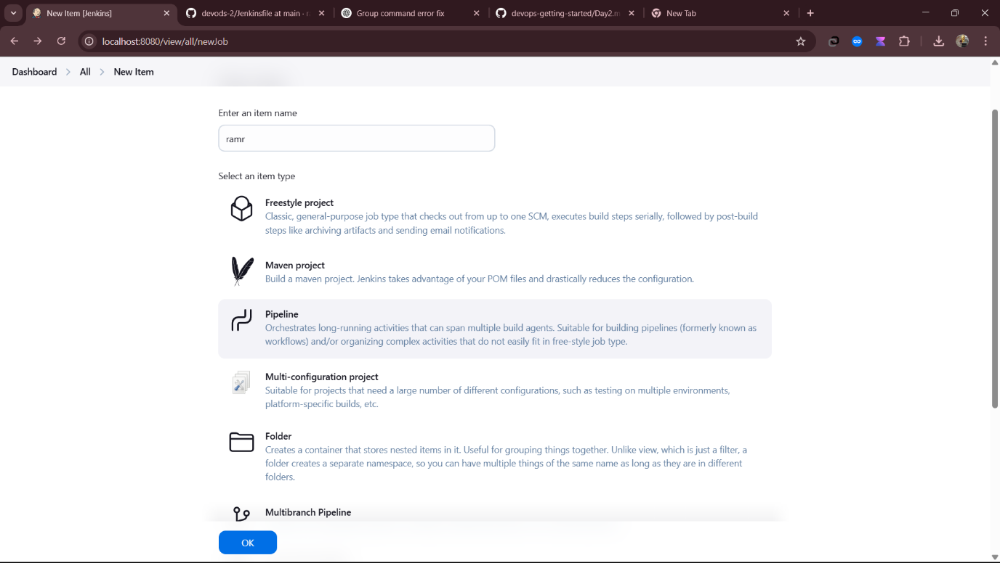 New Item [Jenkins]
devods-2/Jenkinsfile at main ·
Group command error fix
devops-getting-started/Day2.m
New Tab
localhost:8080/view/all/newJob
Dashboard
All
New Item
Enter an item name
ramr
Select an item type
Freestyle project
Classic, general-purpose job type that checks out from up to one SCM, executes build steps serially, followed by post-build
steps like archiving artifacts and sending email notifications.
Maven project
Build a maven project. Jenkins takes advantage of your POM files and drastically reduces the configuration.
Pipeline
Orchestrates long-running activities that can span multiple build agents. Suitable for building pipelines (formerly known as
workflows) and/or organizing complex activities that do not easily fit in free-style job type.
Multi-configuration project
Suitable for projects that need a large number of different configurations, such as testing on multiple environments,
platform-specific builds, etc.
Folder
Creates a container that stores nested items in it. Useful for grouping things together. Unlike view, which is just a filter, a
folder creates a separate namespace, so you can have multiple things of the same name as long as they are in different
folders.
Multibranch Pipeline
OK